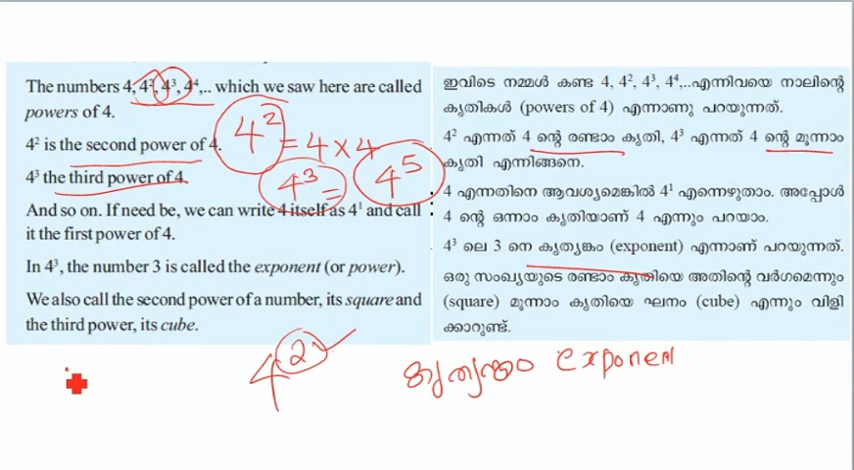 The numbers 4, 4², 4³, 4⁴,.. which we saw here are called
powers of 4.
4² is the second power of 4.
4³ the third power of 4.
And so on. If need be, we can write 4 itself as 4¹ and call
it the first power of 4.
In 4³, the number 3 is called the exponent (or power).
We also call the second power of a number, its square and
the third power, its cube.
4² = 4 × 4
4³ =
4⁵
4²
ഇവിടെ നമ്മൾ കണ്ട 4, 4², 4³, 4⁴,..എന്നിവയെ നാലിന്റെ
കൃതികൾ (powers of 4) എന്നാണു പറയുന്നത്.
4² എന്നത് 4 ന്റെ രണ്ടാം കൃതി, 4³ എന്നത് 4 ന്റെ മൂന്നാം
കൃതി എന്നിങ്ങനെ.
4 എന്നതിനെ ആവശ്യമെങ്കിൽ 4¹ എന്നെഴുതാം. അപ്പോൾ
4 ന്റെ ഒന്നാം കൃതിയാണ് 4 എന്നും പറയാം.
4³ ലെ 3 നെ കൃത്യങ്കം (exponent) എന്നാണ് പറയുന്നത്.
ഒരു സംഖ്യയുടെ രണ്ടാം കൃതിയെ അതിന്റെ വർഗമെന്നും
(square) മൂന്നാം കൃതിയെ ഘനം (cube) എന്നും വിളി
ക്കാറുണ്ട്.
കൃത്യങ്കം exponen